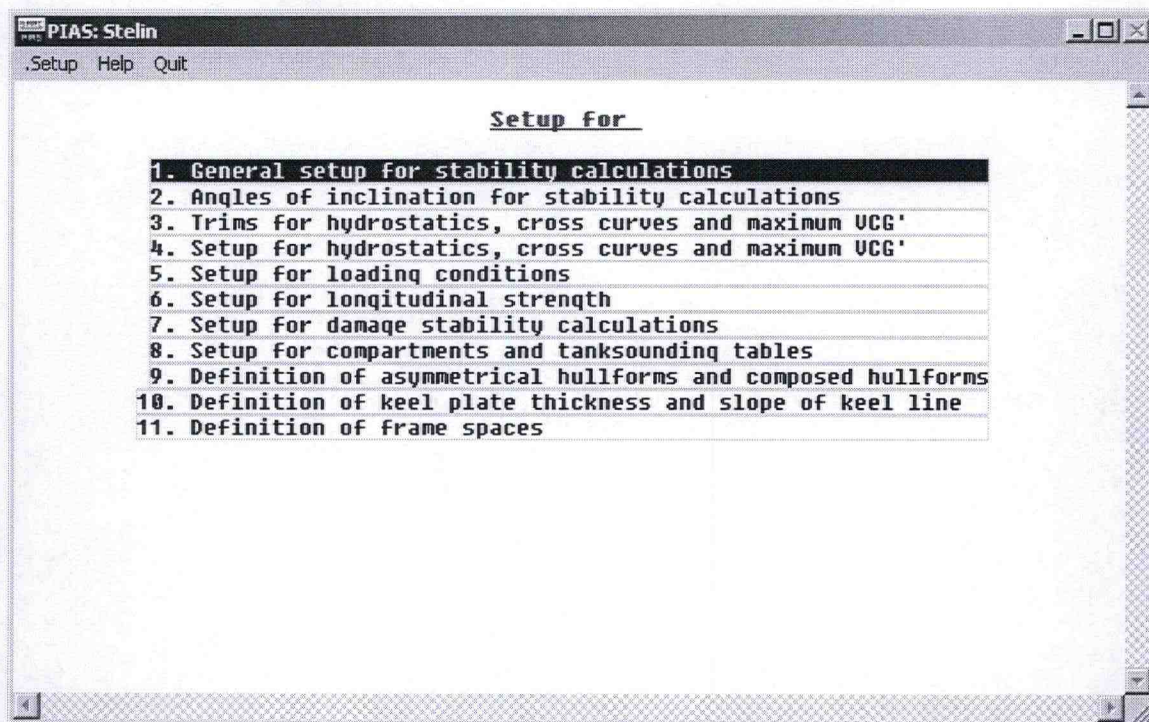 PIAS: Stelin
.Setup Help Quit
Setup for
1. General setup for stability calculations
2. Angles of inclination for stability calculations
3. Trims for hydrostatics, cross curves and maximum VCG'
4. Setup for hydrostatics, cross curves and maximum VCG'
5. Setup for loading conditions
6. Setup for longitudinal strength
7. Setup for damage stability calculations
8. Setup for compartments and tanksounding tables
9. Definition of asymmetrical hullforms and composed hullforms
10. Definition of keel plate thickness and slope of keel line
11. Definition of frame spaces